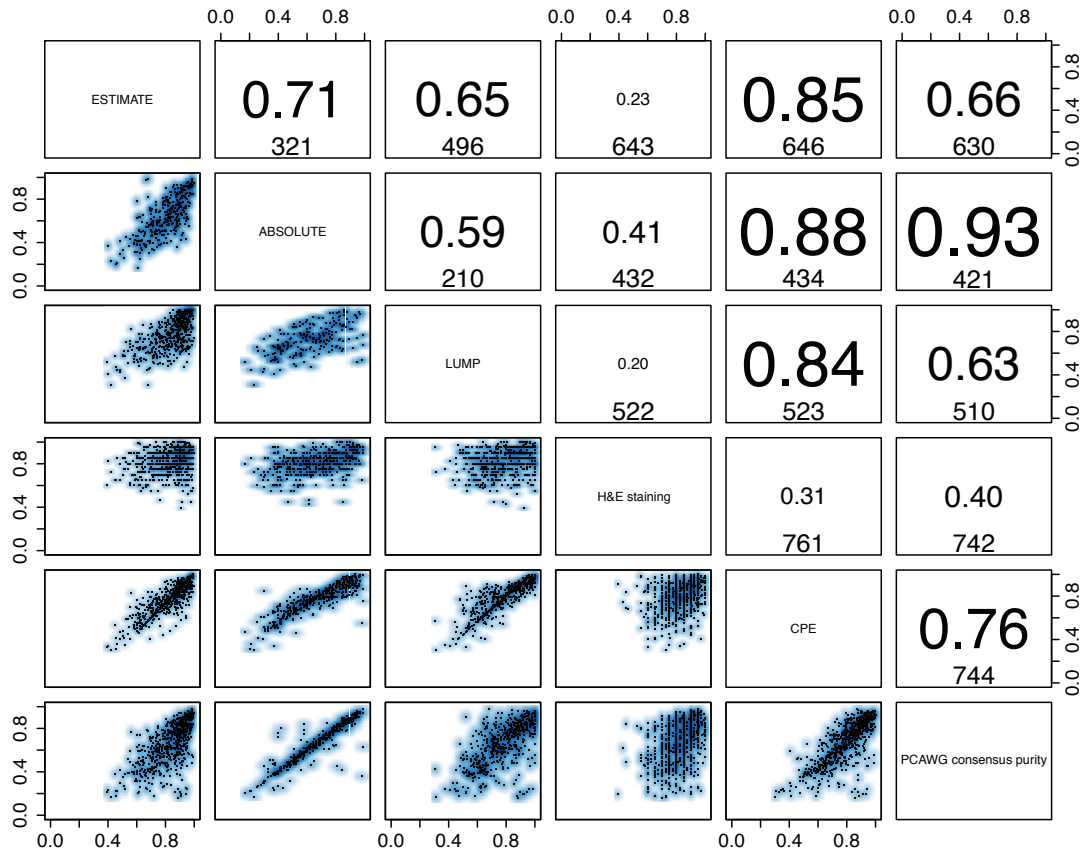 0.0 0.4 0.8 0.0 0.4 0.8 0.0 0.4 0.8
ESTIMATE 0.71 0.65 0.23 0.85 0.66 0.0 0.4 0.8
321 496 643 646 630
0.0 0.4 0.8 ABSOLUTE 0.59 0.41 0.88 0.93
210 432 434 421
LUMP 0.20 0.84 0.63 0.0 0.4 0.8
522 523 510
0.0 0.4 0.8 H&E staining 0.31 0.40
761 742
CPE 0.76 0.0 0.4 0.8
744
0.0 0.4 0.8 PCAWG consensus purity
0.0 0.4 0.8 0.0 0.4 0.8 0.0 0.4 0.8